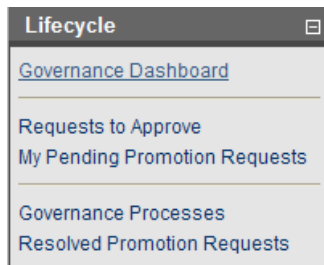 Lifecycle
Governance Dashboard
Requests to Approve
My Pending Promotion Requests
Governance Processes
Resolved Promotion Requests